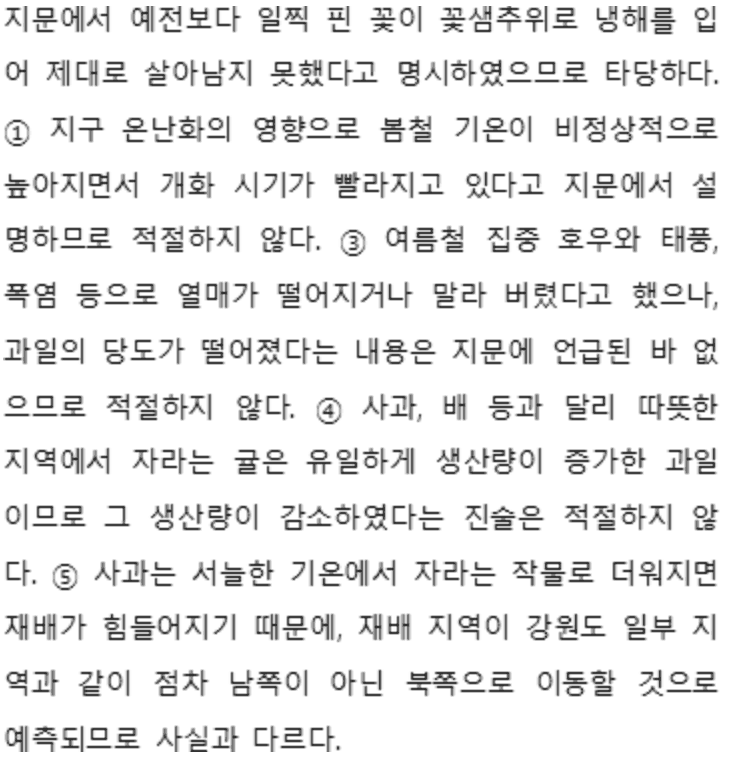 지문에서 예전보다 일찍 핀 꽃이 꽃샘추위로 냉해를 입
어 제대로 살아남지 못했다고 명시하였으므로 타당하다.
① 지구 온난화의 영향으로 봄철 기온이 비정상적으로
높아지면서 개화 시기가 빨라지고 있다고 지문에서 설
명하므로 적절하지 않다. ③ 여름철 집중 호우와 태풍,
폭염 등으로 열매가 떨어지거나 말라 버렸다고 했으나,
과일의 당도가 떨어졌다는 내용은 지문에 언급된 바 없
으므로 적절하지 않다. ④ 사과, 배 등과 달리 따뜻한
지역에서 자라는 귤은 유일하게 생산량이 증가한 과일
이므로 그 생산량이 감소하였다는 진술은 적절하지 않
다. ⑤ 사과는 서늘한 기온에서 자라는 작물로 더워지면
재배가 힘들어지기 때문에, 재배 지역이 강원도 일부 지
역과 같이 점차 남쪽이 아닌 북쪽으로 이동할 것으로
예측되므로 사실과 다르다.